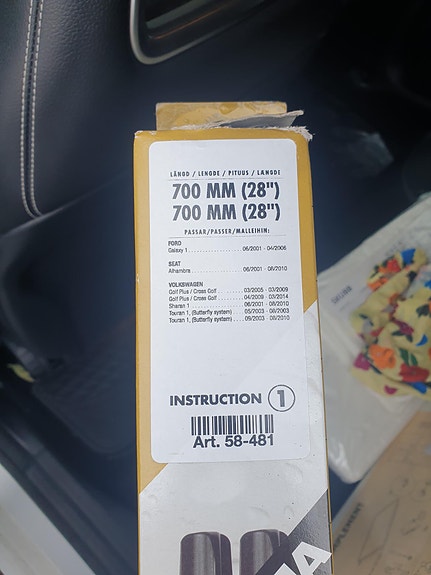 LÄNGD / LENGDE / PITUUS / LÆNGDE
700 MM (28")
700 MM (28")
PASSAR/PASSER/MALLEIHIN:
FORD
Galaxy 1 06/2001 - 04/2006
SEAT
Alhambra 06/2001 - 08/2010
VOLKSWAGEN
Golf Plus / Cross Golf 03/2005 - 03/2009
Golf Plus / Cross Golf 04/2009 - 03/2014
Sharan 1 06/2001 - 08/2010
Touran 1, (Butterfly system) 05/2003 - 08/2003
Touran 1, (Butterfly system) 09/2003 - 08/2010
INSTRUCTION 1
Art. 58-481